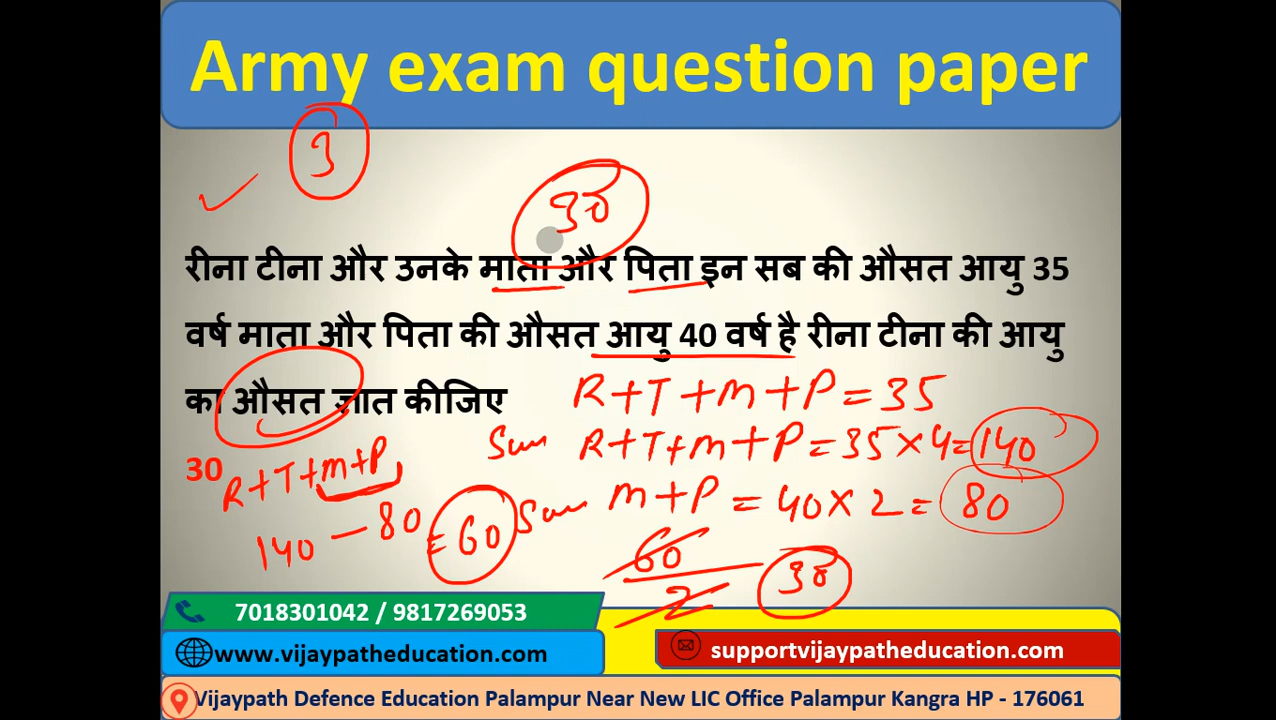 Army exam question paper
3
30
रीना टीना और उनके माता और पिता इन सब की औसत आयु 35
वर्ष माता और पिता की औसत आयु 40 वर्ष है रीना टीना की आयु
का औसत ज्ञात कीजिए
R+T+m+P=35
Sum R+T+m+P=35×4=140
30
R+T+m+P
Sum m+P=40×2=80
140-80=60
60
2
30
7018301042 / 9817269053
www.vijaypatheducation.com
supportvijaypatheducation.com
Vijaypath Defence Education Palampur Near New LIC Office Palampur Kangra HP - 176061